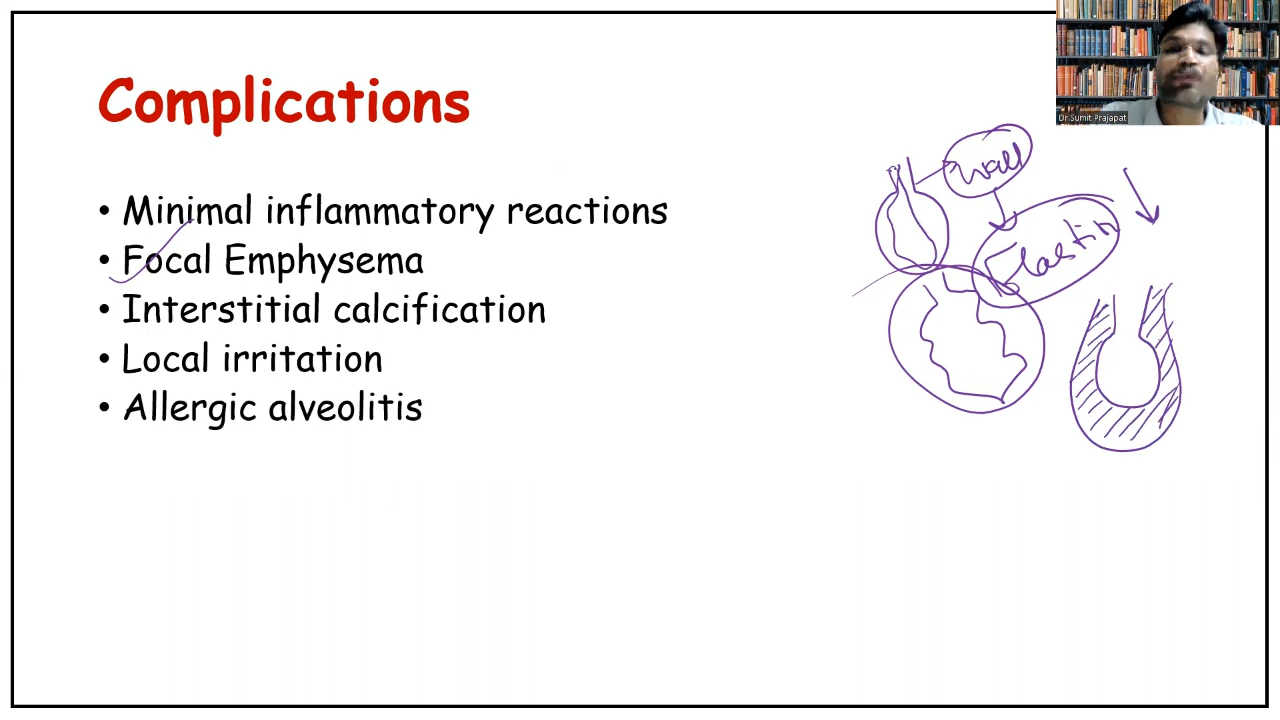 Complications
Dr.Sumit Prajapat
wall
Elastin
• Minimal inflammatory reactions
• Focal Emphysema
• Interstitial calcification
• Local irritation
• Allergic alveolitis